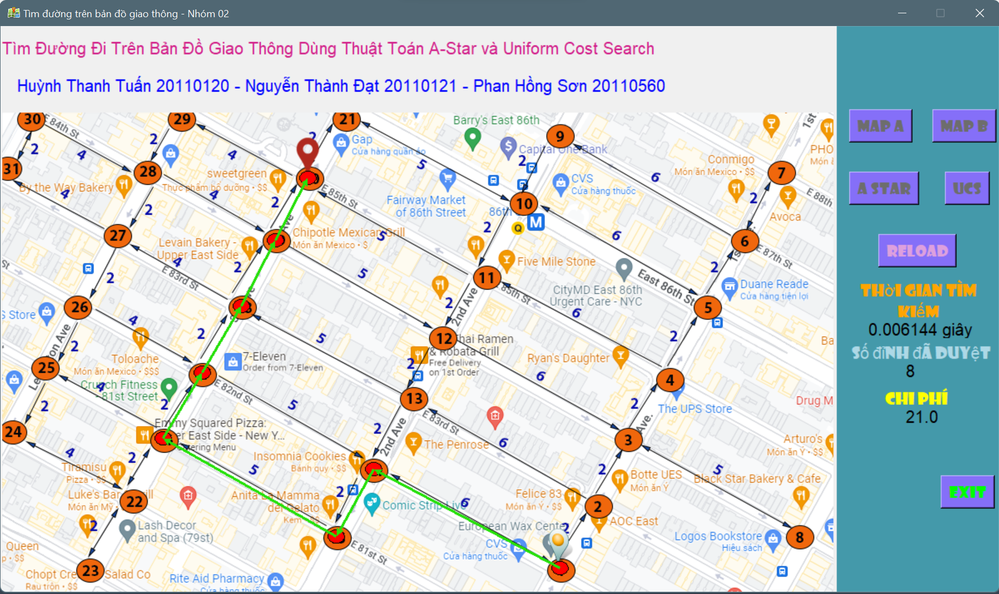 Tìm đường trên bản đồ giao thông - Nhóm 02
Tìm Đường Đi Trên Bản Đồ Giao Thông Dùng Thuật Toán A-Star và Uniform Cost Search
Huỳnh Thanh Tuấn 20110120 - Nguyễn Thành Đạt 20110121 - Phan Hồng Sơn 20110560
MAP A
MAP B
A STAR
UCS
RELOAD
THờI GIAN TÌM
KIếM
0.006144 giây
Số đỉNH đÃ DUYệT
8
CHI PHÍ
21.0
EXIT
30
E 84th St
29
21
Barry's East 86th
9
1st
2
4
2
4
2
Gap
Cửa hàng quần áo
Capital One Bank
2
PHO
Món
31
28
sweetgreen
Thực phẩm bổ dưỡng • $$
5
6
Conmigo
Món ăn Mexico • $$
7
By the Way Bakery
4
4
2
E 85th St
CVS
Cửa hàng thuốc
Fairway Market
of 86th Street
10
86th
2
E 88th
Avoca
2
27
Levain Bakery -
Upper East Side
Chipotle Mexican Grill
Món ăn Mexico • $
5
2
M
Q
6
6
E 87th St
St
4
E 83rd St
2
2
5
Five Mile Stone
11
85th St
East 86th St
2
CityMD East 86th
Urgent Care - NYC
Duane Reade
Cửa hàng tiện lợi
26
S Store
4
2
5
2
2nd Ave
6
5
12
Thai Ramen
& Robata Grill
Free Delivery
on 1st Order
2
2
Ba
25
Toloache
Món ăn Mexico • $$$
7-Eleven
Order from 7-Eleven
Ryan's Daughter
4
Crunch Fitness
- 81st Street
4
2
E 82nd St
5
2
6
13
E 83rd St
2
The UPS Store
Drug M
24
2
Emmy Squared Pizza:
er East Side - New Y...
tering Menu
2
2nd Ave
The Penrose
6
3
Ave.
Arturo's
Món ăn Ý • $$
4
2
Tiramisu
Pizza • $$
5
Insomnia Cookies
Bánh quy • $$
2
Botte UES
Món ăn Ý
5
Black Star Bakery & Cafe
Luke's Bar
rill
Món ăn Mỹ
22
Anita La Mamma
del Gelato
Kem • $$
2
Comic Strip Live
6
Felice 83
Món ăn Ý • $$
2
AOC East
2
Lash Decor
and Spa (79st)
European Wax Cente
2
CVS
Cửa hàng thuốc
Logos Bookstore
Hiệu sách
8
Queen
p • $$
E 81st St
23
Chopt Cre
Salad Co
Rau trộn • $$
Rite Aid Pharmacy
Cửa hàng thuốc